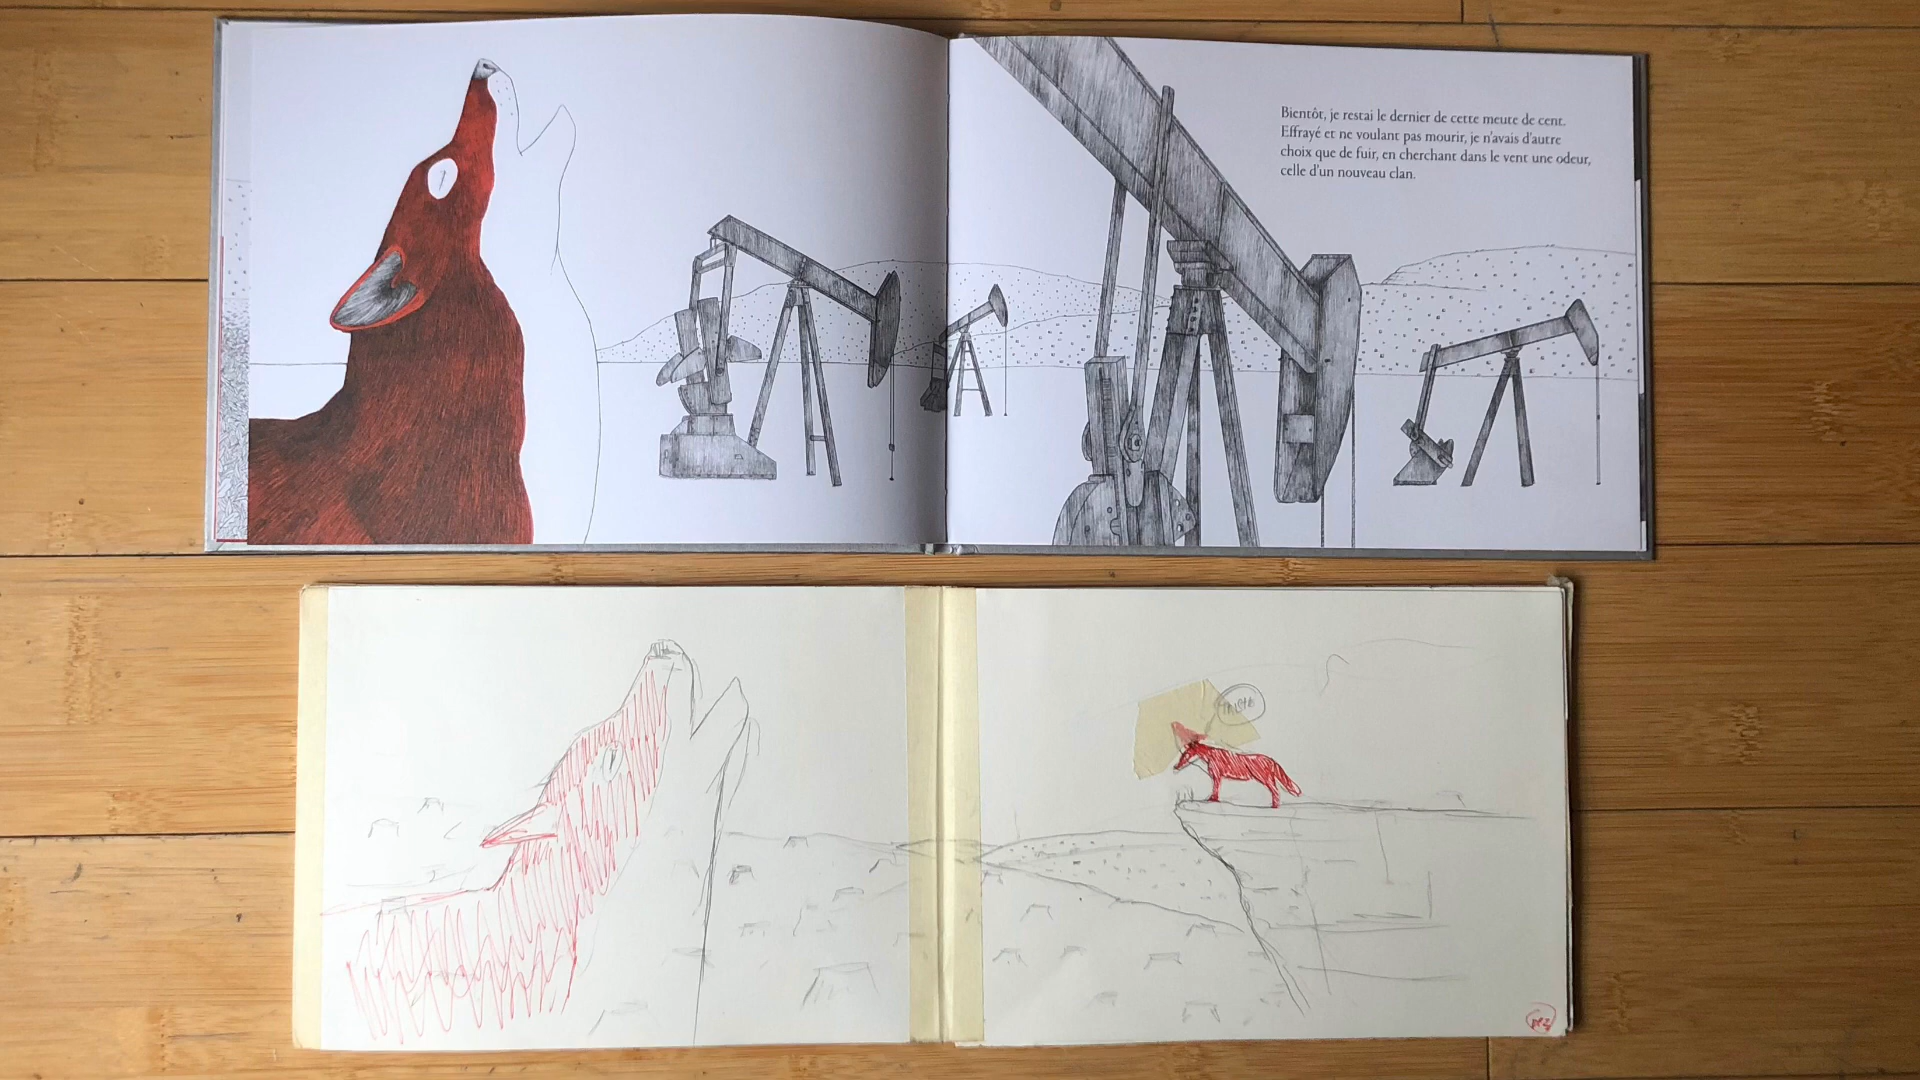 Bientôt, je restai le dernier de cette meute de cent.
Effrayé et ne voulant pas mourir, je n'avais d'autre
choix que de fuir, en cherchant dans le vent une odeur,
celle d'un nouveau clan.